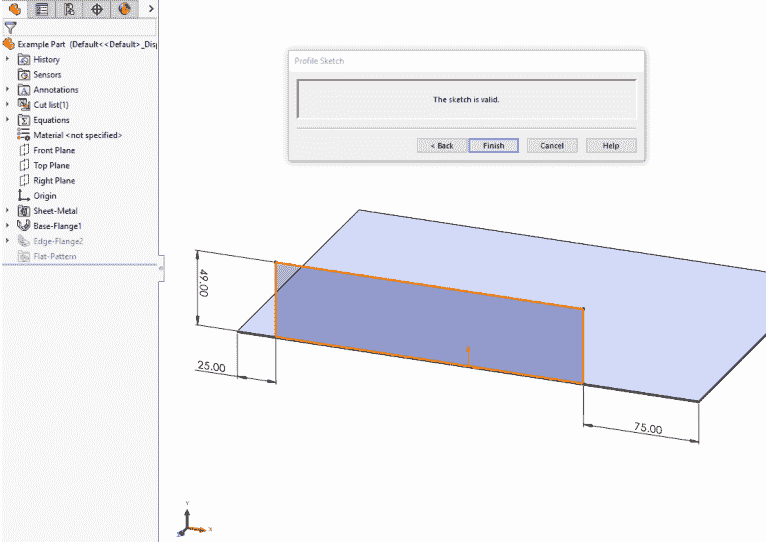 Example Part (Default<<Default>_Disp
History
Sensors
Annotations
Cut list(1)
Equations
Material <not specified>
Front Plane
Top Plane
Right Plane
Origin
Sheet-Metal
Base-Flange1
Edge-Flange2
Flat-Pattern
Profile Sketch
The sketch is valid.
< Back Finish Cancel Help
49.00
25.00
75.00
Y
X
Z